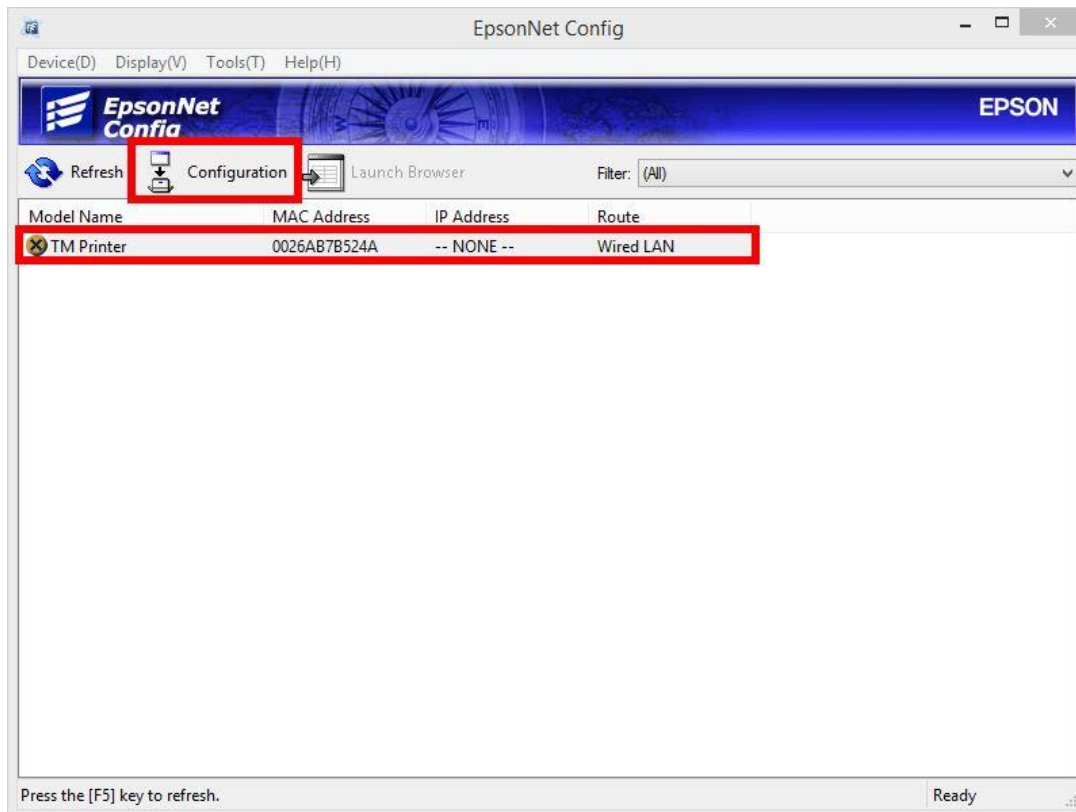 EpsonNet Config
Device(D) Display(V) Tools(T) Help(H)
EpsonNet
Config
EPSON
Refresh Configuration Launch Browser Filter: (All)
Model Name MAC Address IP Address Route
TM Printer 0026AB7B524A -- NONE -- Wired LAN
Press the [F5] key to refresh. Ready